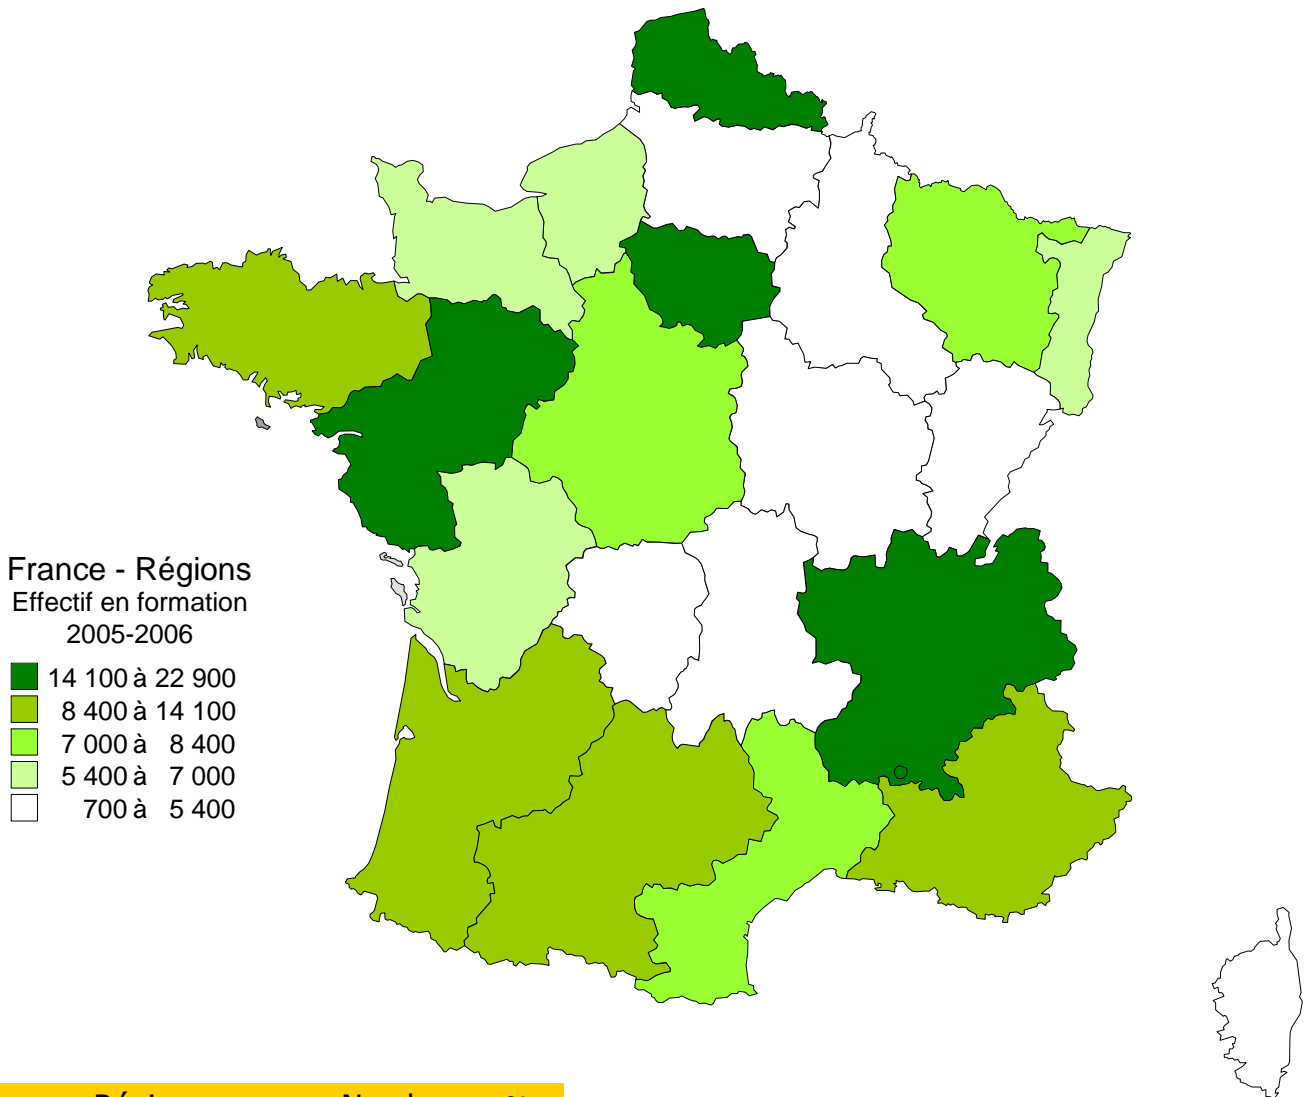 France - Régions
Effectif en formation
2005-2006
14 100 à 22 900
8 400 à 14 100
7 000 à 8 400
5 400 à 7 000
700 à 5 400